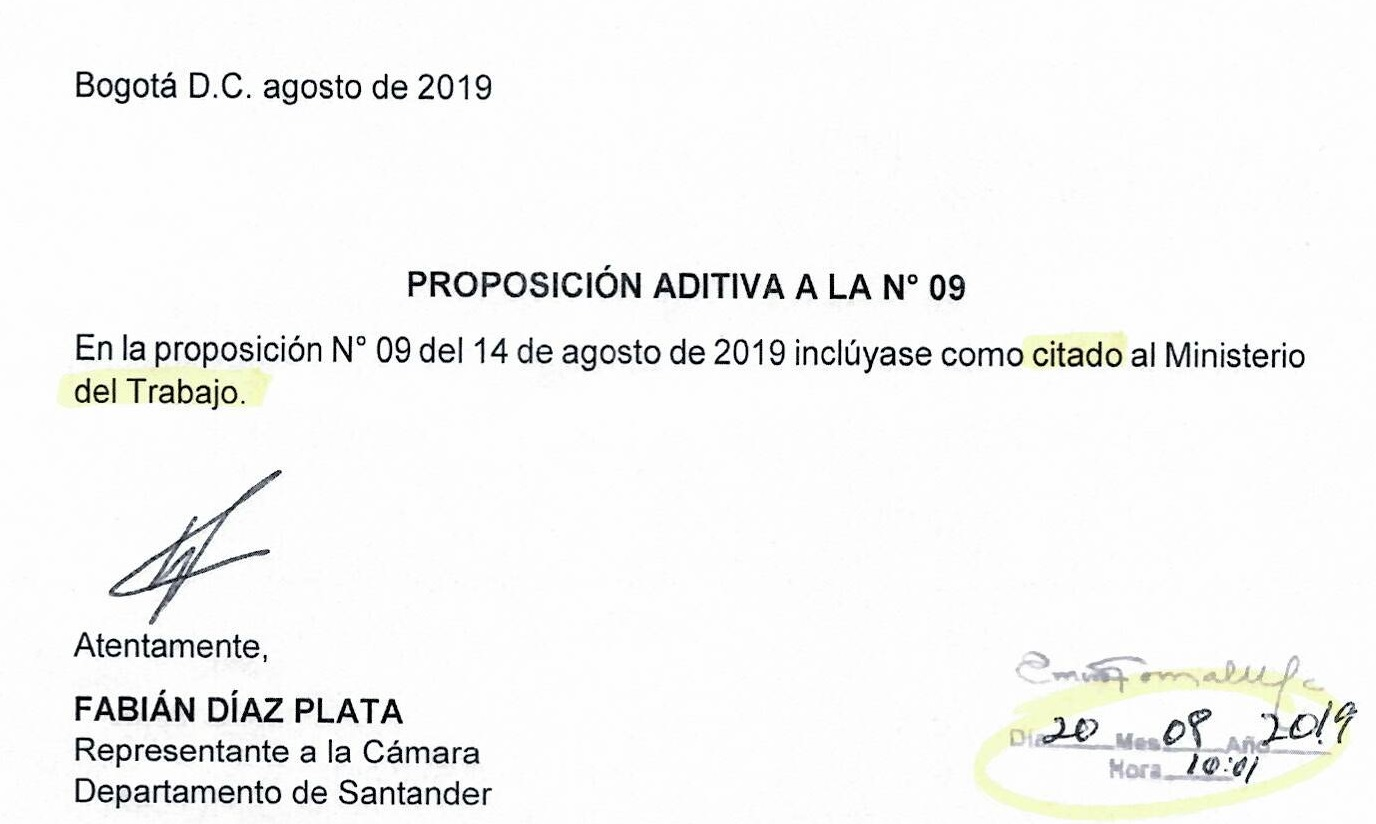 Bogotá D.C. agosto de 2019
PROPOSICIÓN ADITIVA A LA N° 09
En la proposición N° 09 del 14 de agosto de 2019 inclúyase como citado al Ministerio
del Trabajo.
Atentamente,
FABIÁN DÍAZ PLATA
Representante a la Cámara
Departamento de Santander
Día 20 Mes 08 Año 2019
Hora 10:01